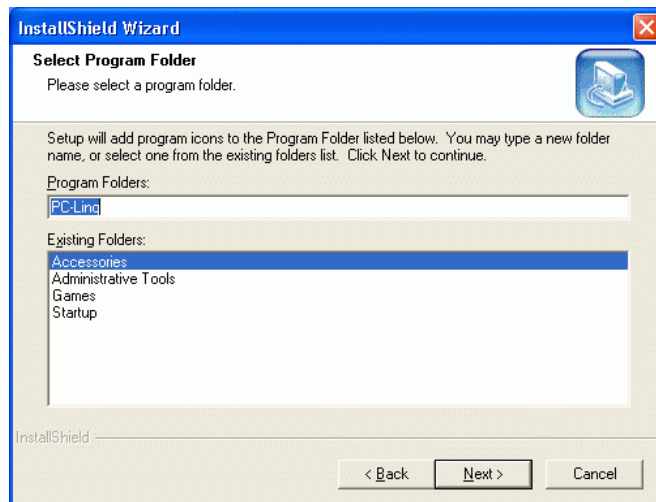 InstallShield Wizard
Select Program Folder
Please select a program folder.
Setup will add program icons to the Program Folder listed below. You may type a new folder
name, or select one from the existing folders list. Click Next to continue.
Program Folders:
PC-Linq
Existing Folders:
Accessories
Administrative Tools
Games
Startup
InstallShield
< Back
Next >
Cancel